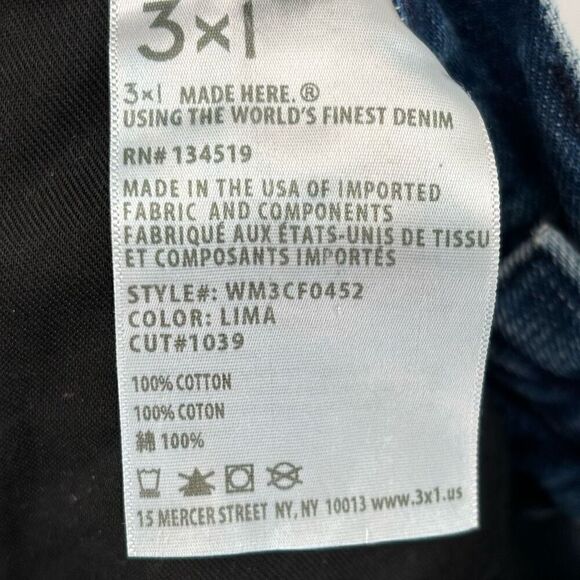 3×1
3×1 MADE HERE.®
USING THE WORLD'S FINEST DENIM
RN# 134519
MADE IN THE USA OF IMPORTED
FABRIC AND COMPONENTS
FABRIQUÉ AUX ÉTATS-UNIS DE TISSU
ET COMPOSANTS IMPORTÉS
STYLE#: WM3CF0452
COLOR: LIMA
CUT#1039
100% COTTON
100% COTON
綿 100%
15 MERCER STREET NY, NY 10013 www.3x1.us